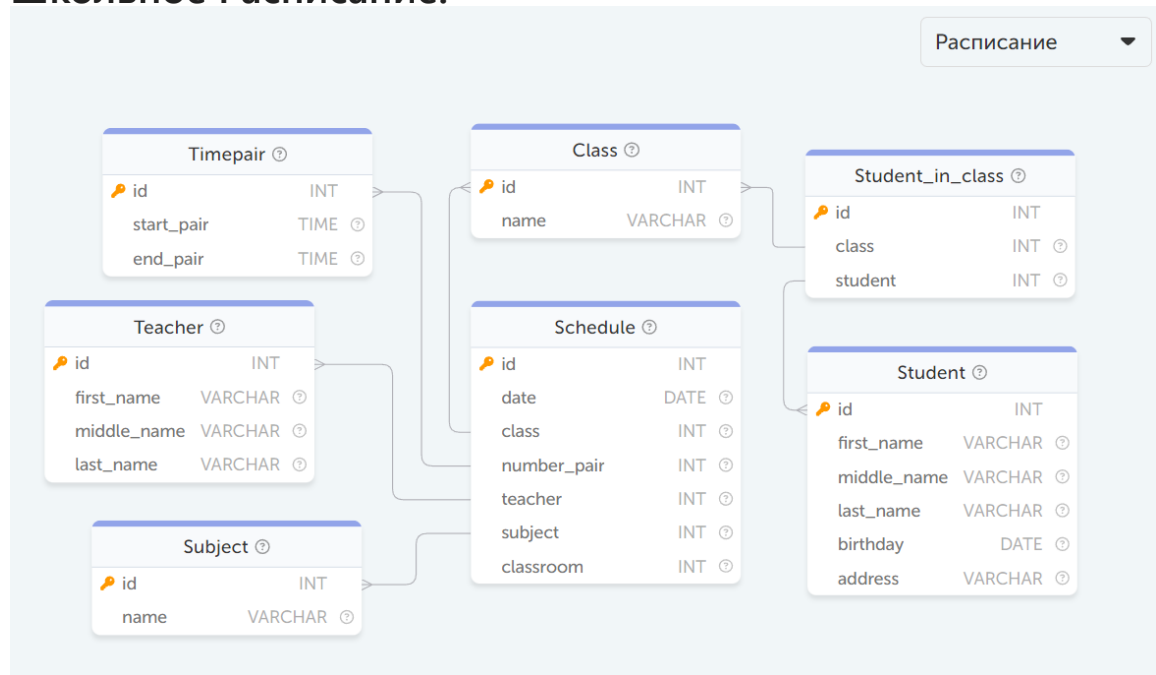 Школьное Расписание:
Расписание
Timepair
id INT
start_pair TIME
end_pair TIME
Class
id INT
name VARCHAR
Student_in_class
id INT
class INT
student INT
Teacher
id INT
first_name VARCHAR
middle_name VARCHAR
last_name VARCHAR
Schedule
id INT
date DATE
class INT
number_pair INT
teacher INT
subject INT
classroom INT
Student
id INT
first_name VARCHAR
middle_name VARCHAR
last_name VARCHAR
birthday DATE
address VARCHAR
Subject
id INT
name VARCHAR